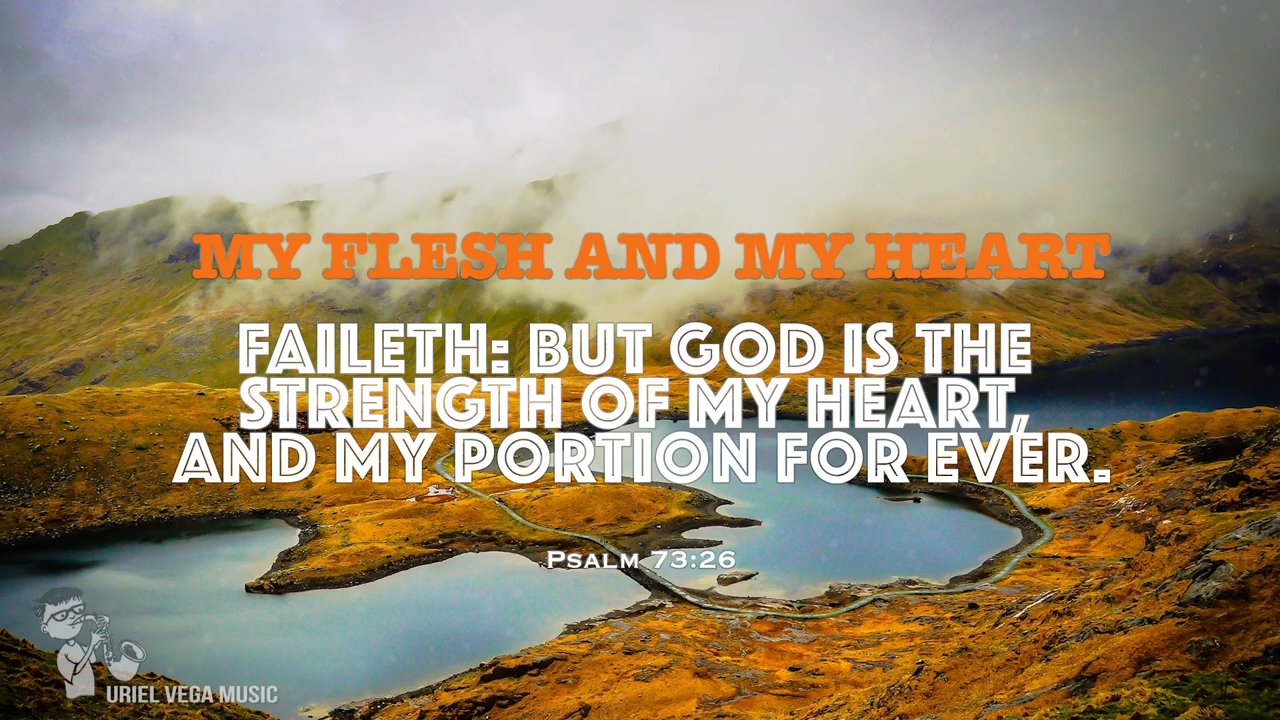 MY FLESH AND MY HEART
FAILETH: BUT GOD IS THE
STRENGTH OF MY HEART,
AND MY PORTION FOR EVER.
Psalm 73:26
URIEL VEGA MUSIC